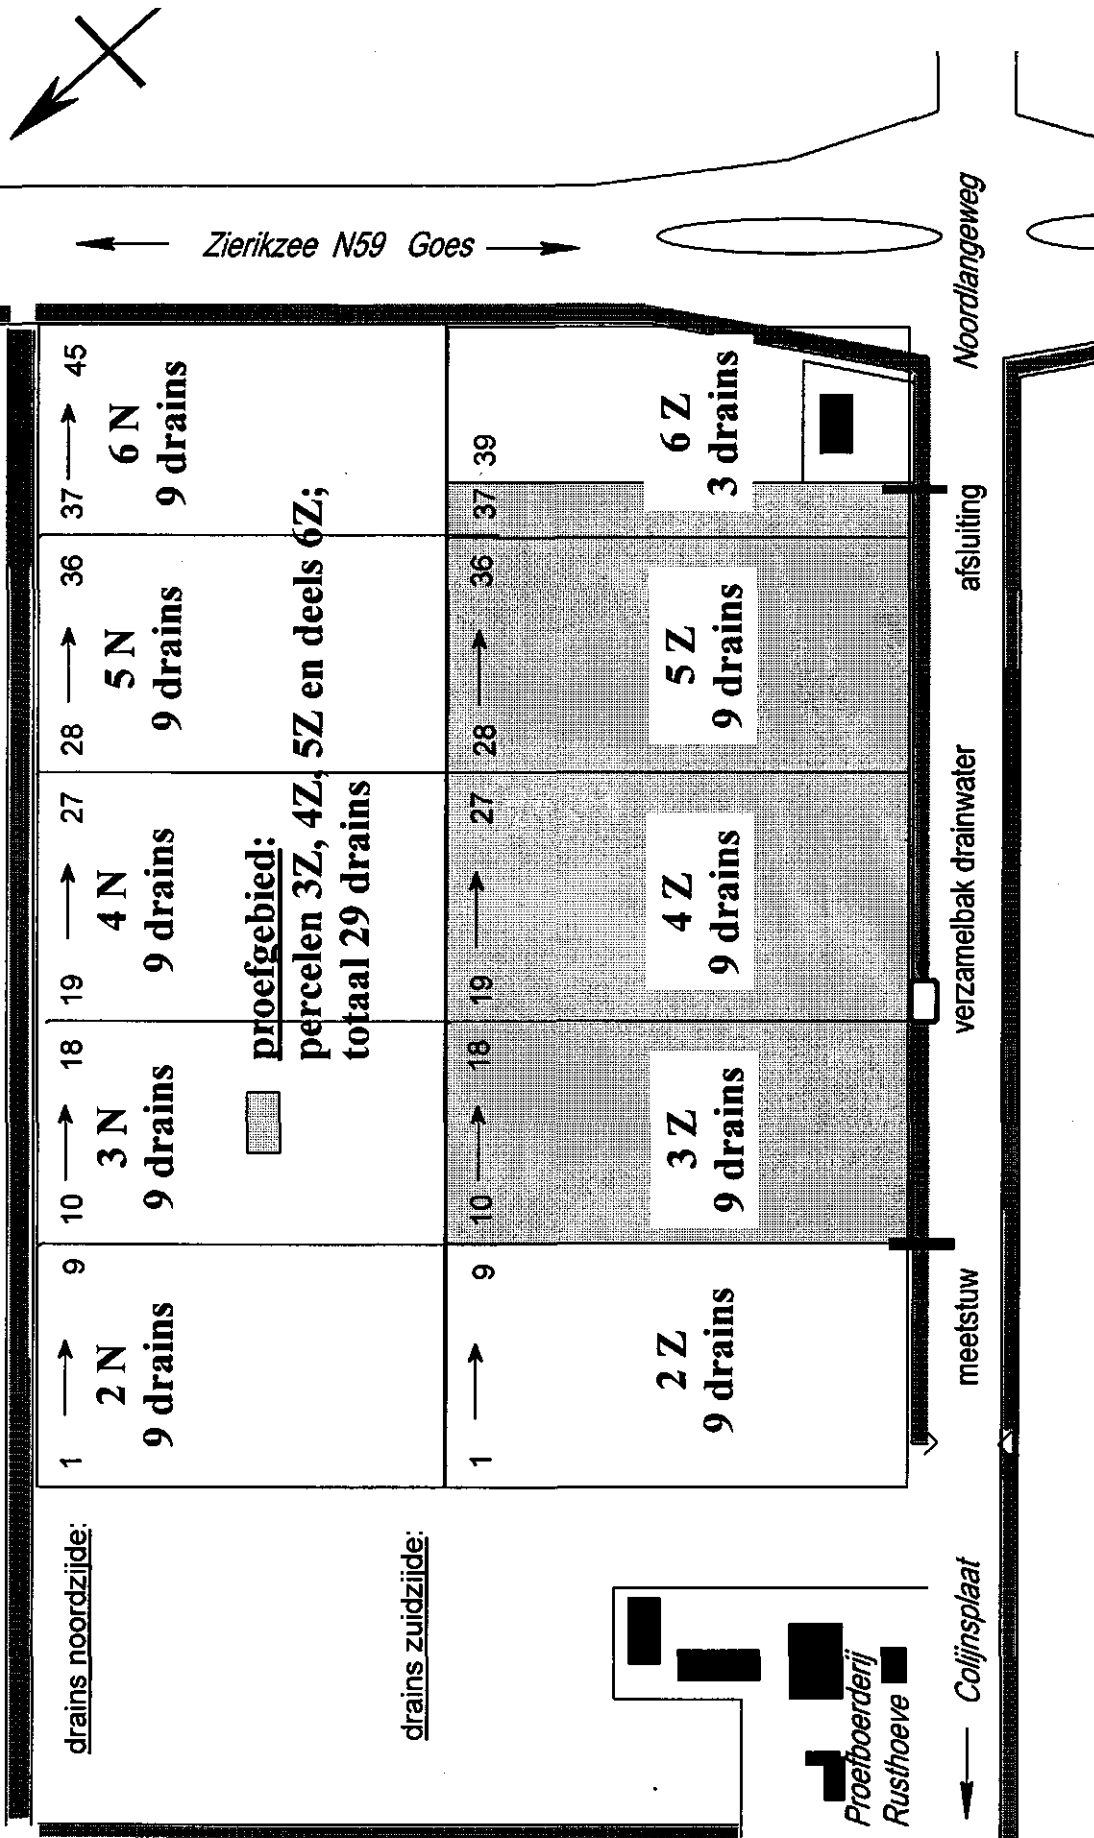 drains noordzijde:
1 → 9
10 → 18
19 → 27
28 → 36
37 → 45
2 N
9 drains
3 N
9 drains
4 N
9 drains
5 N
9 drains
6 N
9 drains
proefgebied:
percelen 3Z, 4Z, 5Z en deels 6Z;
totaal 29 drains
drains zuidzijde:
1 → 9
10 → 18
19 → 27
28 → 36
37 39
2 Z
9 drains
3 Z
9 drains
4 Z
9 drains
5 Z
9 drains
6 Z
3 drains
Zierikzee N59 Goes
Proefboerderij
Rusthoeve
← Colijnsplaat
meetstuw
verzamelbak drainwater
afsluiting
Noordlangeweg